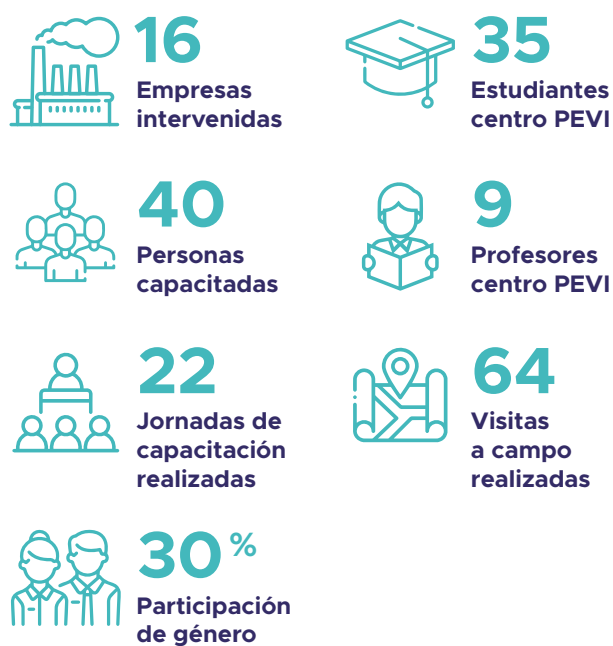 16
Empresas
intervenidas
35
Estudiantes
centro PEVI
40
Personas
capacitadas
9
Profesores
centro PEVI
22
Jornadas de
capacitación
realizadas
64
Visitas
a campo
realizadas
30 %
Participación
de género